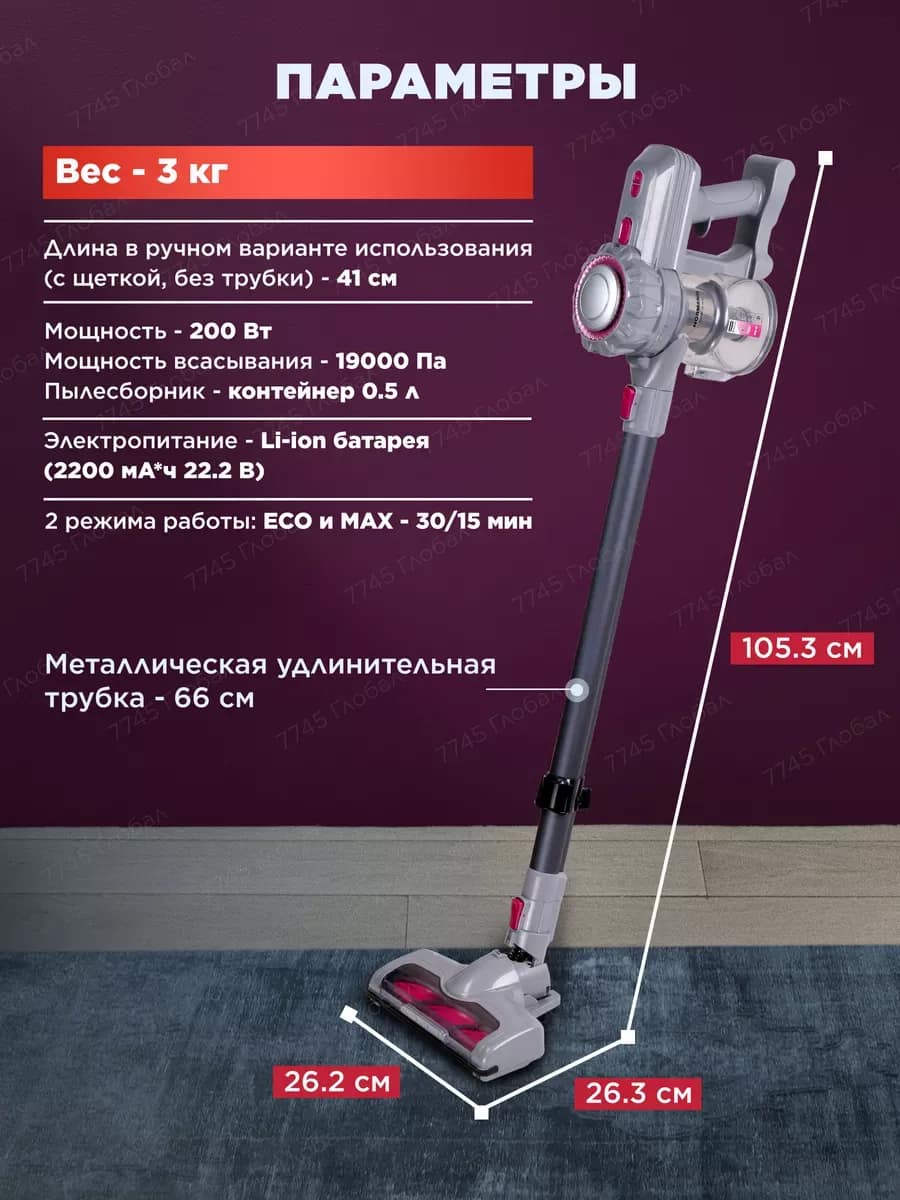 ПАРАМЕТРЫ
Вес - 3 кг
Длина в ручном варианте использования
(с щеткой, без трубки) - 41 см
Мощность - 200 Вт
Мощность всасывания - 19000 Па
Пылесборник - контейнер 0.5 л
Электропитание - Li-ion батарея
(2200 мА*ч 22.2 В)
2 режима работы: ECO и MAX - 30/15 мин
105.3 см
Металлическая удлинительная
трубка - 66 см
26.2 см
26.3 см
7745 Глобал